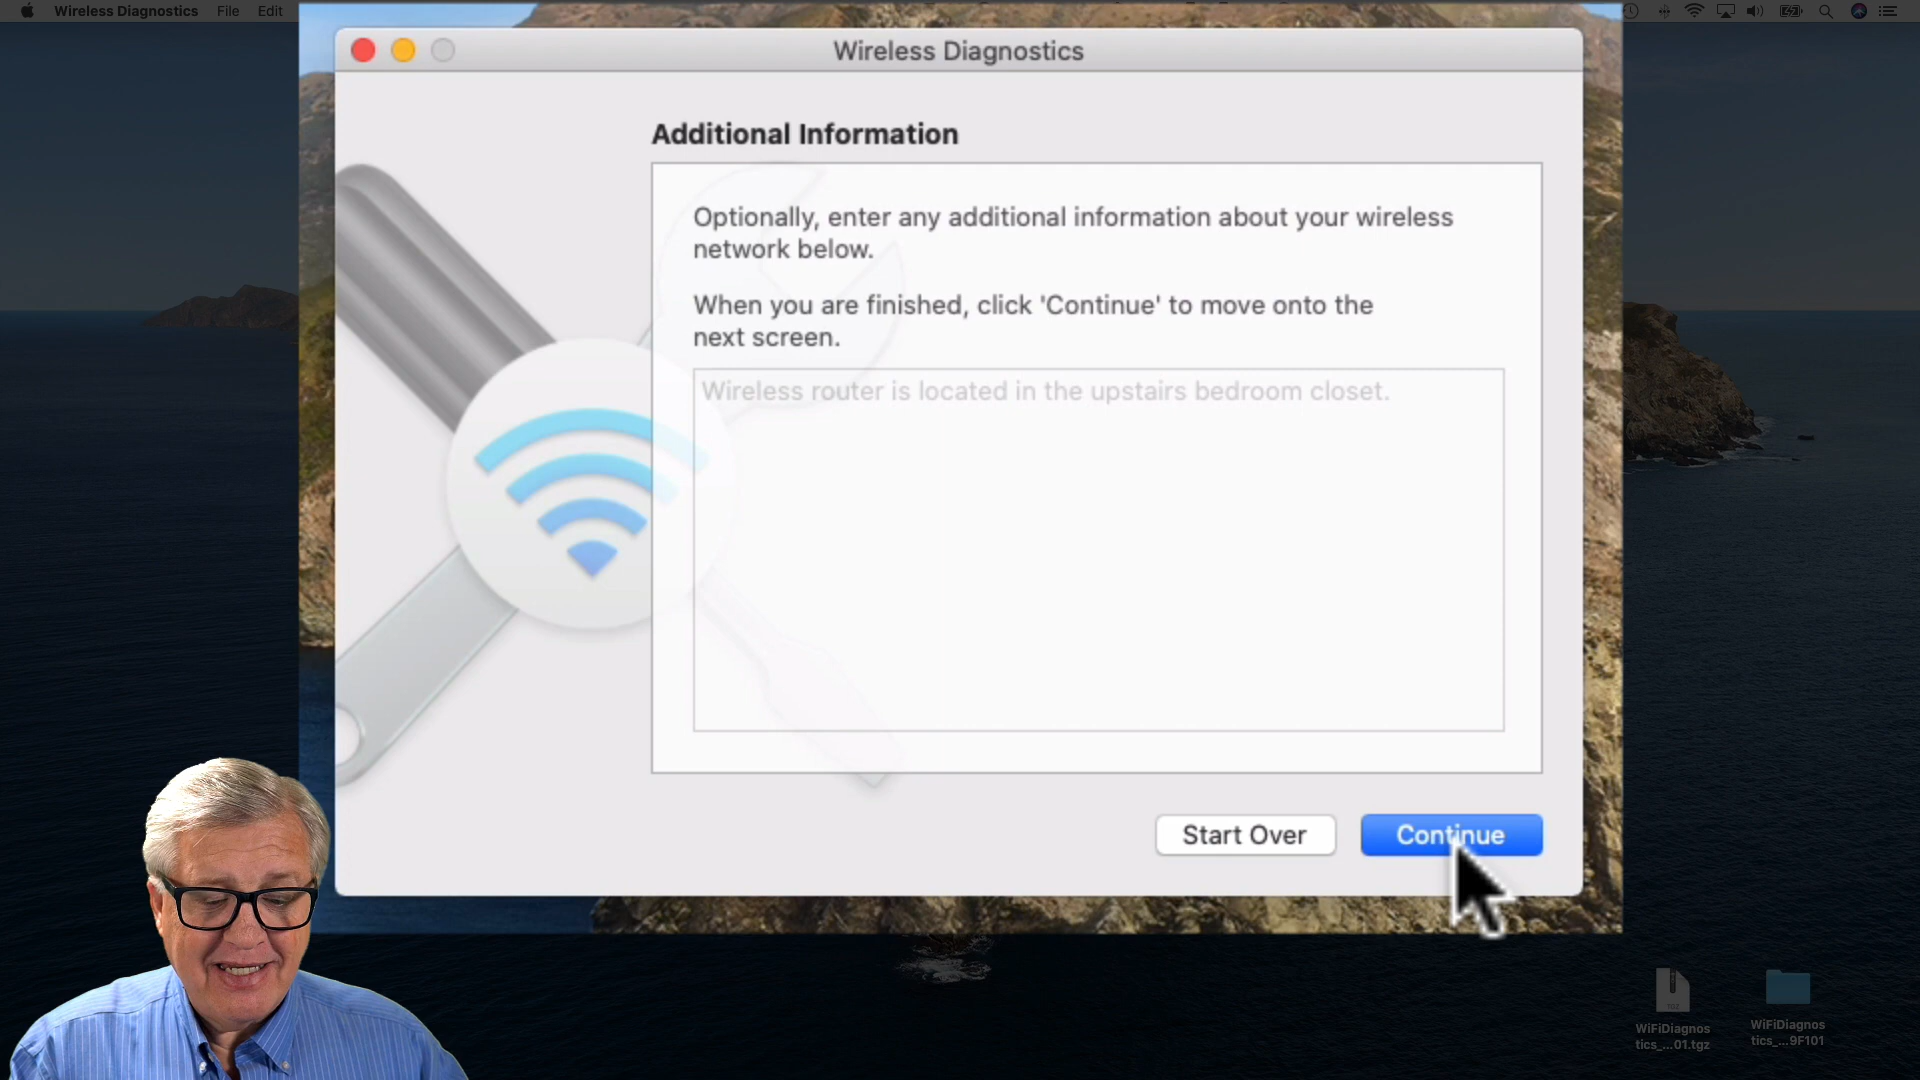 Wireless Diagnostics File Edit
Wireless Diagnostics
Additional Information
Optionally, enter any additional information about your wireless
network below.
When you are finished, click 'Continue' to move onto the
next screen.
Wireless router is located in the upstairs bedroom closet.
Start Over
Continue
WiFiDiagnos
tics_...01.tgz
WiFiDiagnos
tics_...9F101